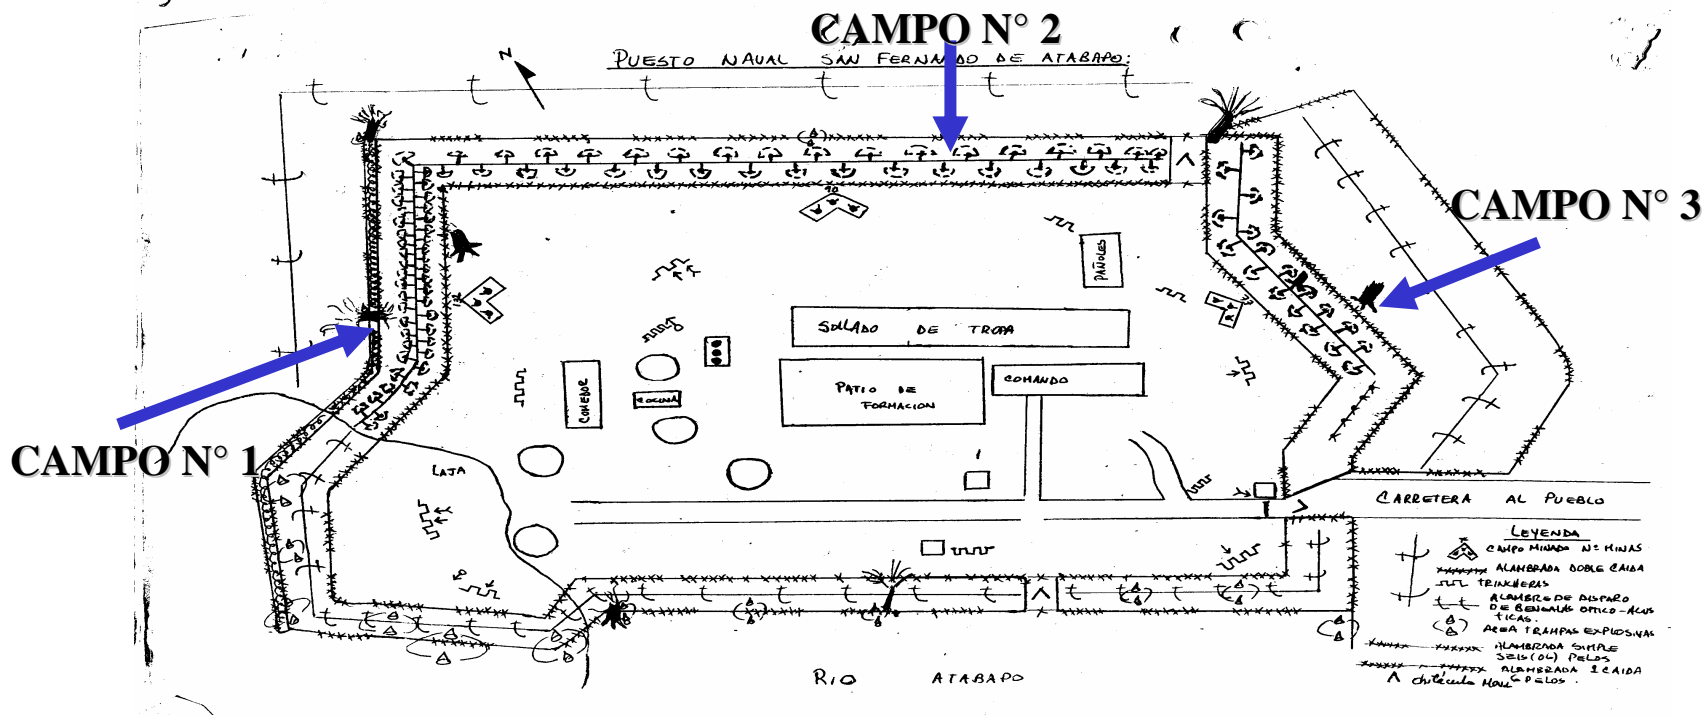 CAMPO N° 2
N
PUESTO NAVAL SAN FERNANDO DE ATABAPO:
CAMPO N° 3
PAÑOLES
SOLLADO DE TROPA
COMANDO
PATIO DE
FORMACION
COMEDOR
COCINA
CAMPO N° 1
LAJA
CARRETERA AL PUEBLO
LEYENDA
CAMPO MINADO N° MINAS
ALAMBRADA DOBLE CAIDA
TRINCHERAS
ALAMBRE DE DISPARO
DE BENGALAS OPTICO-ACUS
TICAS.
AREA TRAMPAS EXPLOSIVAS
ALAMBRADA SIMPLE
SEIS (06) PELOS
ALAMBRADA 2 CAIDA
6 PELOS.
RIO ATABAPO